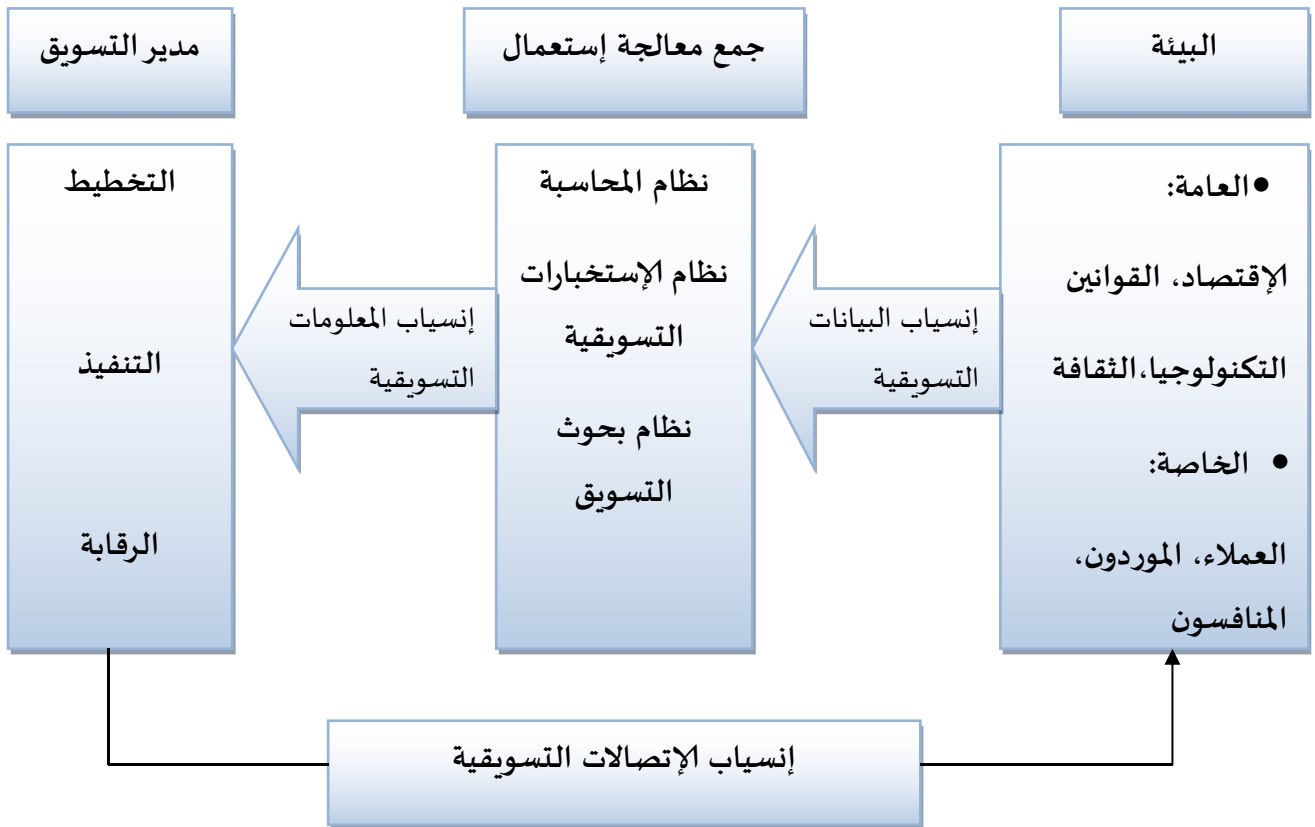 البيئة
جمع معالجة إستعمال
مدير التسويق
●العامة:
الإقتصاد، القوانين
التكنولوجيا،الثقافة
● الخاصة:
العملاء، الموردون،
المنافسون
إنسياب البيانات
التسويقية
نظام المحاسبة
نظام الإستخبارات
التسويقية
نظام بحوث
التسويق
إنسياب المعلومات
التسويقية
التخطيط
التنفيذ
الرقابة
إنسياب الإتصالات التسويقية